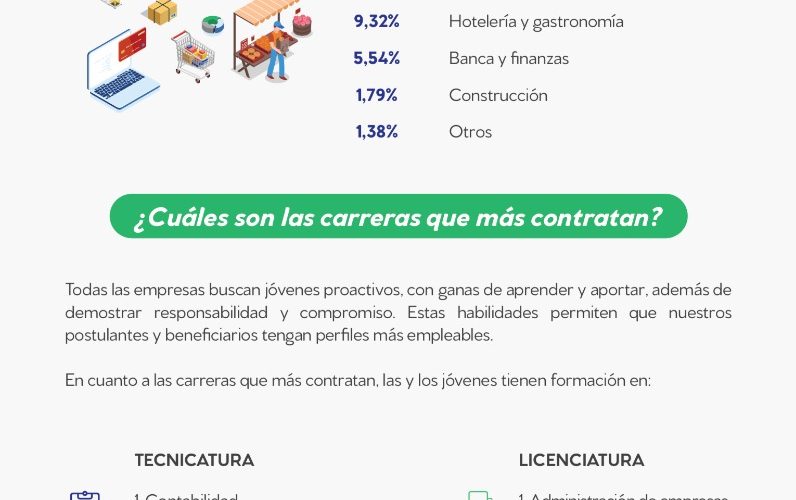 9,32% Hotelería y gastronomía
5,54% Banca y finanzas
1,79% Construcción
1,38% Otros
¿Cuáles son las carreras que más contratan?
Todas las empresas buscan jóvenes proactivos, con ganas de aprender y aportar, además de
demostrar responsabilidad y compromiso. Estas habilidades permiten que nuestros
postulantes y beneficiarios tengan perfiles más empleables.
En cuanto a las carreras que más contratan, las y los jóvenes tienen formación en:
TECNICATURA LICENCIATURA
1. Contabilidad 1. Administración de empresas